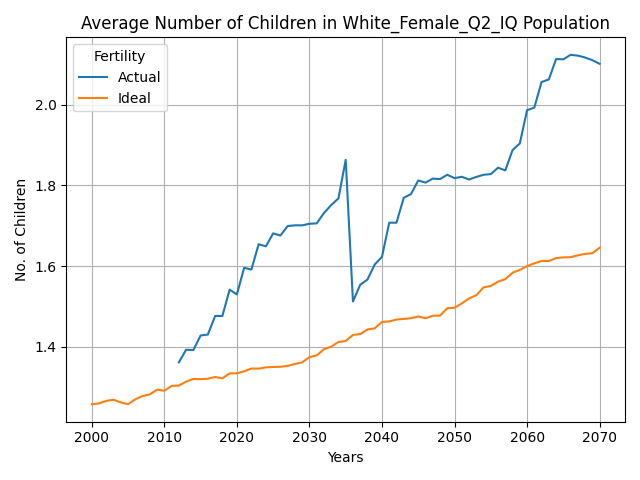 Average Number of Children in White_Female_Q2_IQ Population
Fertility
Actual
Ideal
No. of Children
2.0
1.8
1.6
1.4
2000 2010 2020 2030 2040 2050 2060 2070
Years